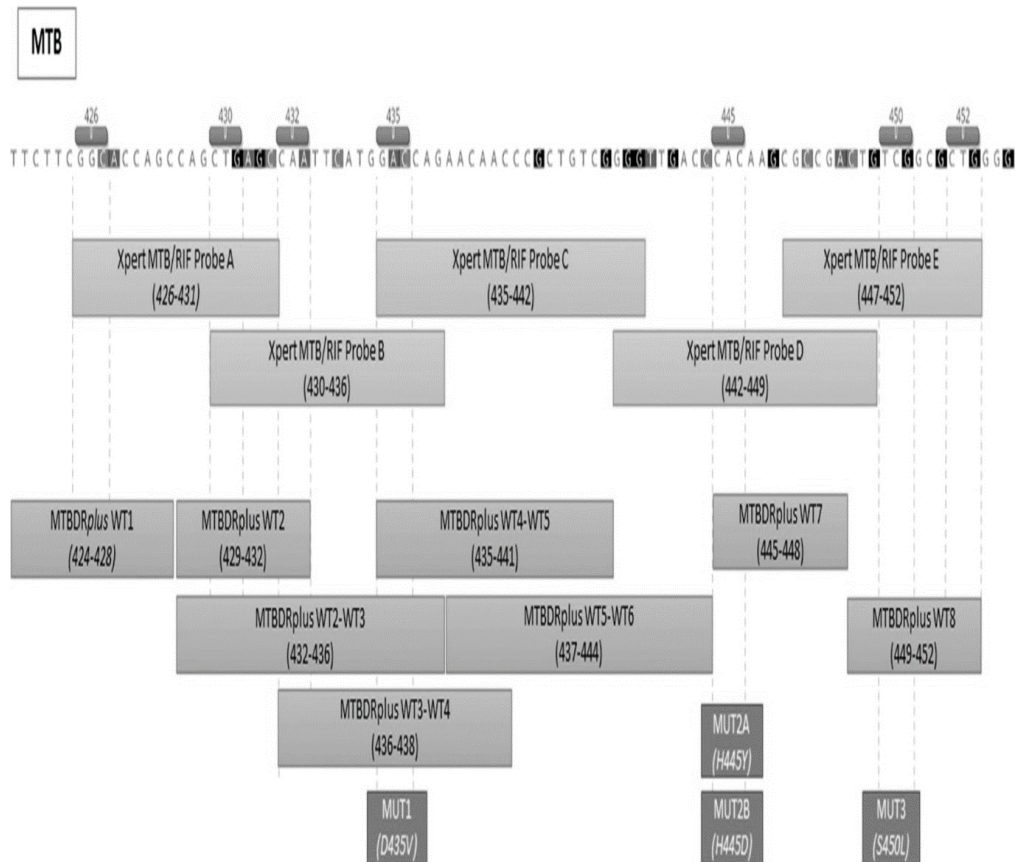 MTB
426 430 432 435 445 450 452
TTCTTCGGCACCAGCCAGCTGAGCCAATTCATGGACCAGAACAACCCGCTGTCGGGGTTGACCCACAAGCGCCGACTGTCGGCGCTGGGG
Xpert MTB/RIF Probe A
(426-431)
Xpert MTB/RIF Probe C
(435-442)
Xpert MTB/RIF Probe E
(447-452)
Xpert MTB/RIF Probe B
(430-436)
Xpert MTB/RIF Probe D
(442-449)
MTBDRplus WT1
(424-428)
MTBDRplus WT2
(429-432)
MTBDRplus WT4-WT5
(435-441)
MTBDRplus WT7
(445-448)
MTBDRplus WT2-WT3
(432-436)
MTBDRplus WT5-WT6
(437-444)
MTBDRplus WT8
(449-452)
MTBDRplus WT3-WT4
(436-438)
MUT2A
(H445Y)
MUT1
(D435V)
MUT2B
(H445D)
MUT3
(S450L)